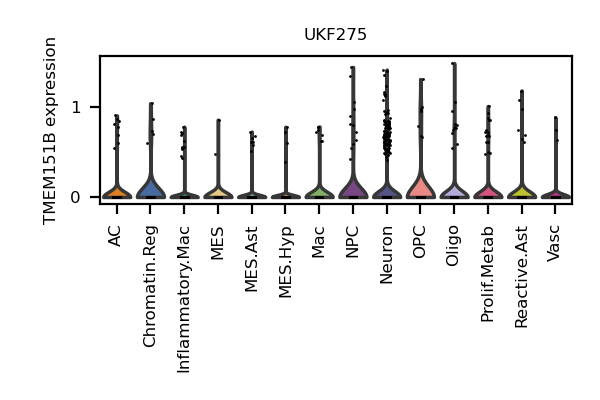 UKF275
TMEM151B expression
1
0
AC
Chromatin.Reg
Inflammatory.Mac
MES
MES.Ast
MES.Hyp
Mac
NPC
Neuron
OPC
Oligo
Prolif.Metab
Reactive.Ast
Vasc